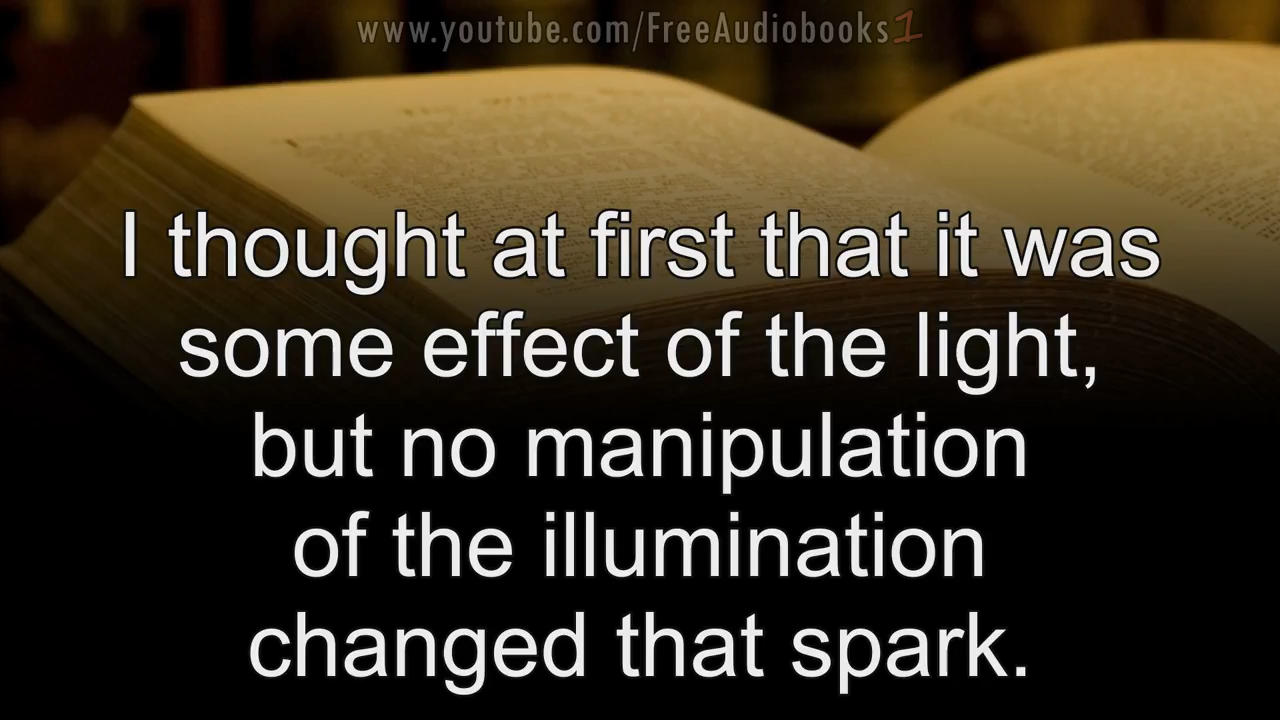 www.youtube.com/FreeAudiobooks1
I thought at first that it was
some effect of the light,
but no manipulation
of the illumination
changed that spark.